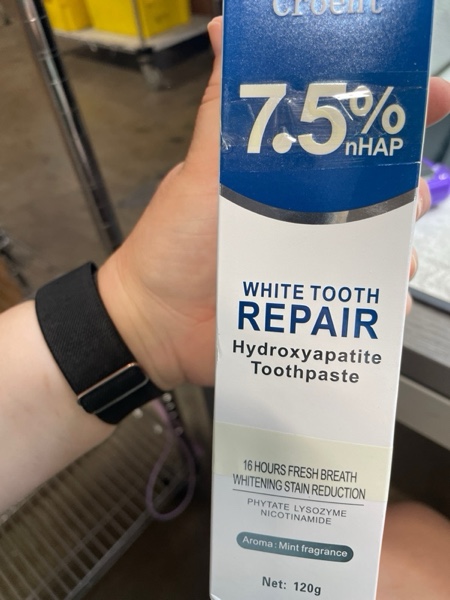 7.5%
nHAP
WHITE TOOTH
REPAIR
Hydroxyapatite
Toothpaste
16 HOURS FRESH BREATH
WHITENING STAIN REDUCTION
PHYTATE LYSOZYME
NICOTINAMIDE
Aroma : Mint fragrance
Net: 120g